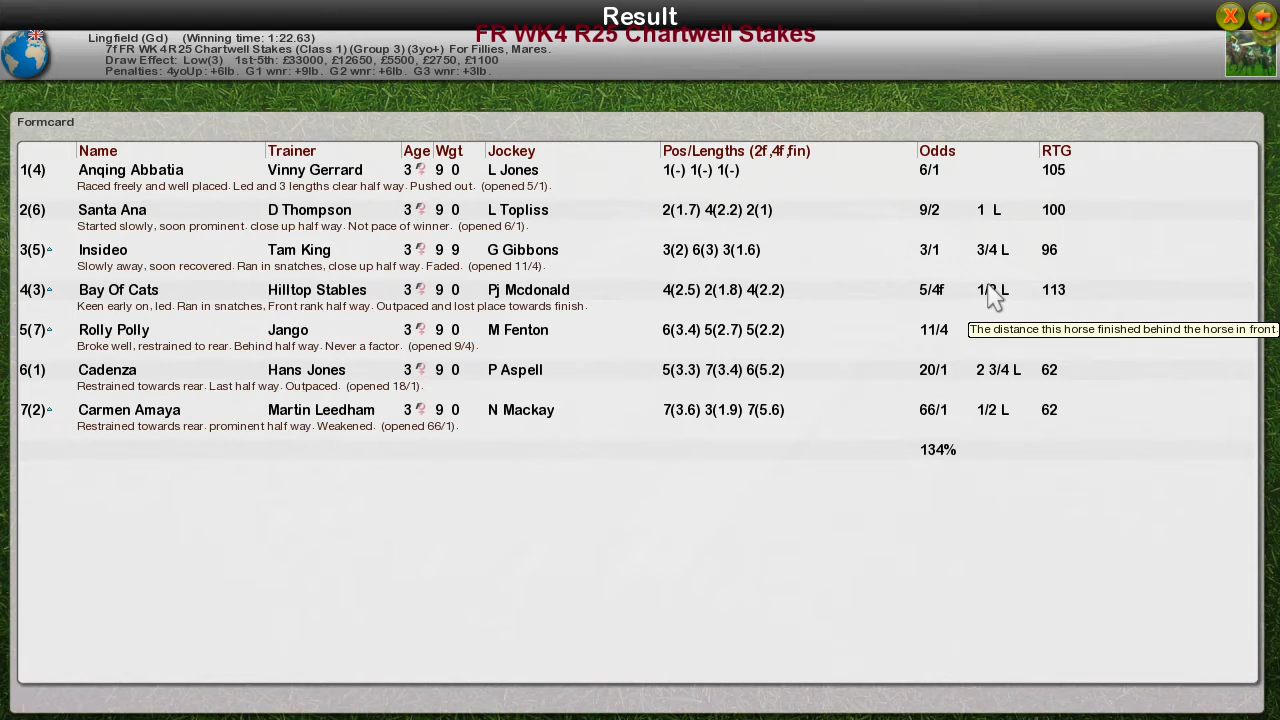 Result
FR WK4 R25 Chartwell Stakes
Lingfield (Gd) (Winning time: 1:22.63)
7f FR WK4 R25 Chartwell Stakes (Class 1) (Group 3) (3yo+) For Fillies, Mares.
Draw Effect: Low(3) 1st-5th: £33000, £12650, £5500, £2750, £1100
Penalties: 4yoUp: +6lb. G1 wnr: +9lb. G2 wnr: +6lb. G3 wnr: +3lb.
Formcard
Name Trainer Age Wgt Jockey Pos/Lengths (2f,4f,fin) Odds RTG
1(4) Anqing Abbatia Vinny Gerrard 3 9 0 L Jones 1(-) 1(-) 1(-) 6/1 105
Raced freely and well placed. Led and 3 lengths clear half way. Pushed out. (opened 5/1).
2(6) Santa Ana D Thompson 3 9 0 L Topliss 2(1.7) 4(2.2) 2(1) 9/2 1 L 100
Started slowly, soon prominent. close up half way. Not pace of winner. (opened 6/1).
3(5) Insideo Tam King 3 9 9 G Gibbons 3(2) 6(3) 3(1.6) 3/1 3/4 L 96
Slowly away, soon recovered. Ran in snatches, close up half way. Faded. (opened 11/4).
4(3) Bay Of Cats Hilltop Stables 3 9 0 Pj Mcdonald 4(2.5) 2(1.8) 4(2.2) 5/4f L 113
Keen early on, led. Ran in snatches, Front rank half way. Outpaced and lost place towards finish.
5(7) Rolly Polly Jango 3 9 0 M Fenton 6(3.4) 5(2.7) 5(2.2) 11/4
The distance this horse finished behind the horse in front.
Broke well, restrained to rear. Behind half way. Never a factor. (opened 9/4).
6(1) Cadenza Hans Jones 3 9 0 P Aspell 5(3.3) 7(3.4) 6(5.2) 20/1 2 3/4 L 62
Restrained towards rear. Last half way. Outpaced. (opened 18/1).
7(2) Carmen Amaya Martin Leedham 3 9 0 N Mackay 7(3.6) 3(1.9) 7(5.6) 66/1 1/2 L 62
Restrained towards rear. prominent half way. Weakened. (opened 66/1).
134%